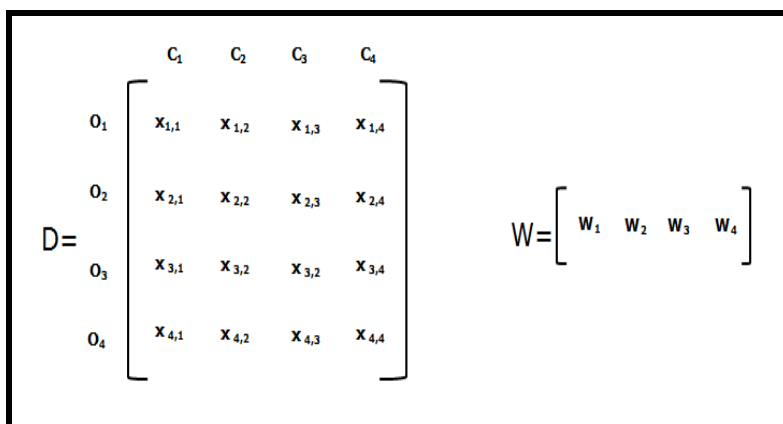 C₁ C₂ C₃ C₄
O₁ x₁,₁ x₁,₂ x₁,₃ x₁,₄
O₂ x₂,₁ x₂,₂ x₂,₃ x₂,₄
D= W=[ W₁ W₂ W₃ W₄ ]
O₃ x₃,₁ x₃,₂ x₃,₂ x₃,₄
O₄ x₄,₁ x₄,₂ x₄,₃ x₄,₄